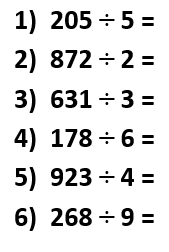 1) 205 ÷ 5 =
2) 872 ÷ 2 =
3) 631 ÷ 3 =
4) 178 ÷ 6 =
5) 923 ÷ 4 =
6) 268 ÷ 9 =